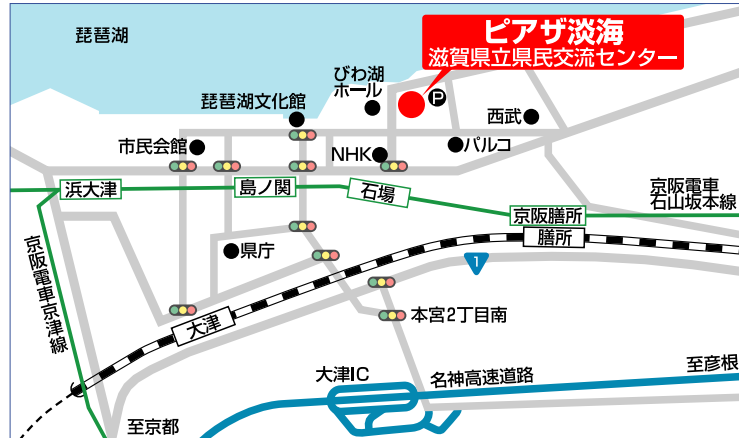 琵琶湖
ピアザ淡海
滋賀県立県民交流センター
びわ湖
ホール
P
琵琶湖文化館
西武
市民会館
NHK
パルコ
浜大津
島ノ関
石場
京阪電車
石山坂本線
京阪膳所
膳所
京阪電車京津線
県庁
1
大津
本宮2丁目南
大津IC
名神高速道路
至彦根
至京都